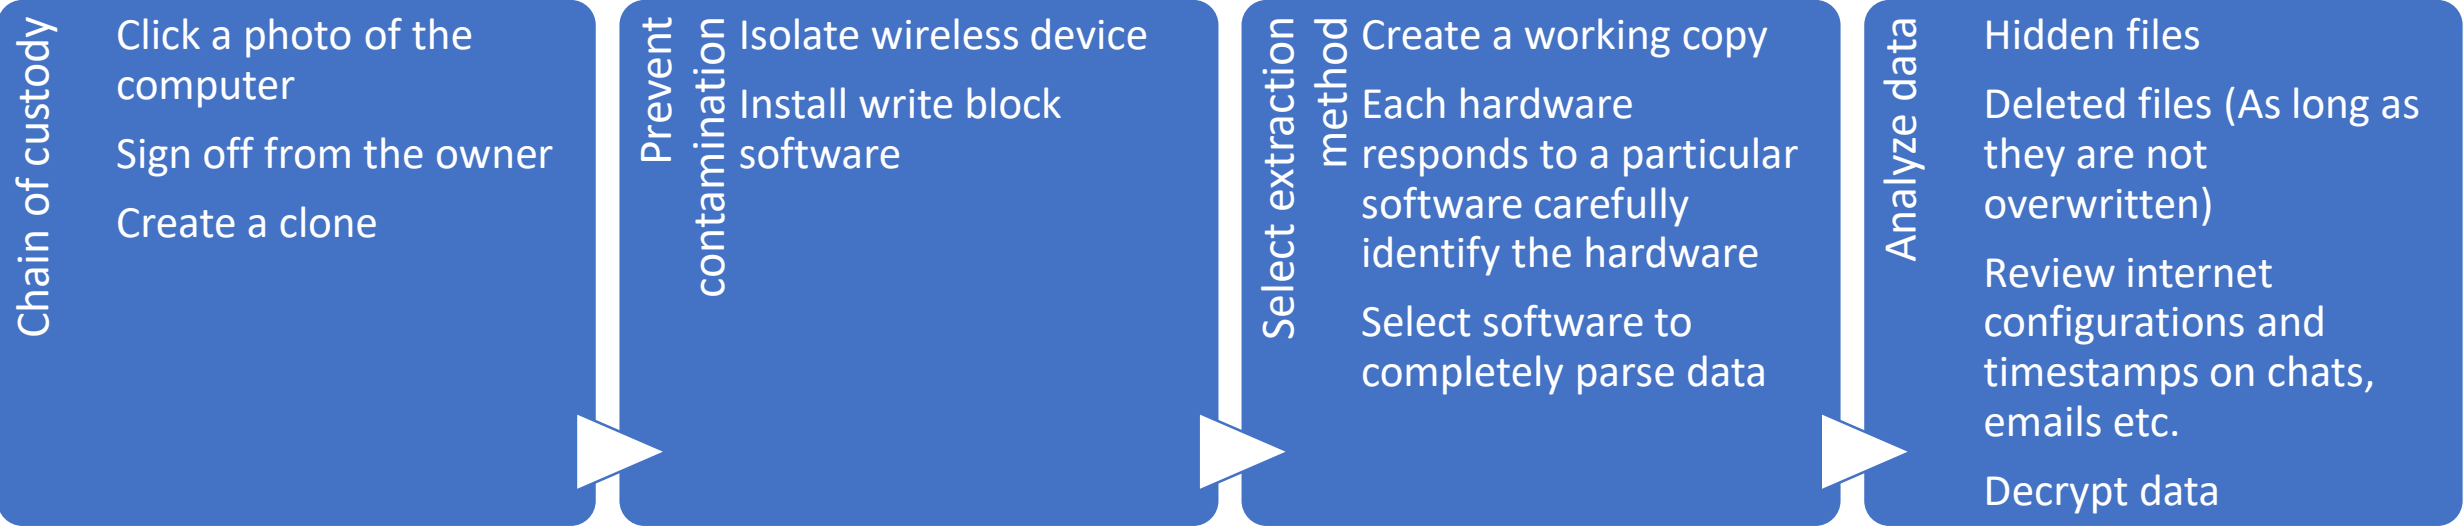 Chain of custody
Click a photo of the
computer
Sign off from the owner
Create a clone
Prevent
contamination
Isolate wireless device
Install write block
software
Select extraction
method
Create a working copy
Each hardware
responds to a particular
software carefully
identify the hardware
Select software to
completely parse data
Analyze data
Hidden files
Deleted files (As long as
they are not
overwritten)
Review internet
configurations and
timestamps on chats,
emails etc.
Decrypt data